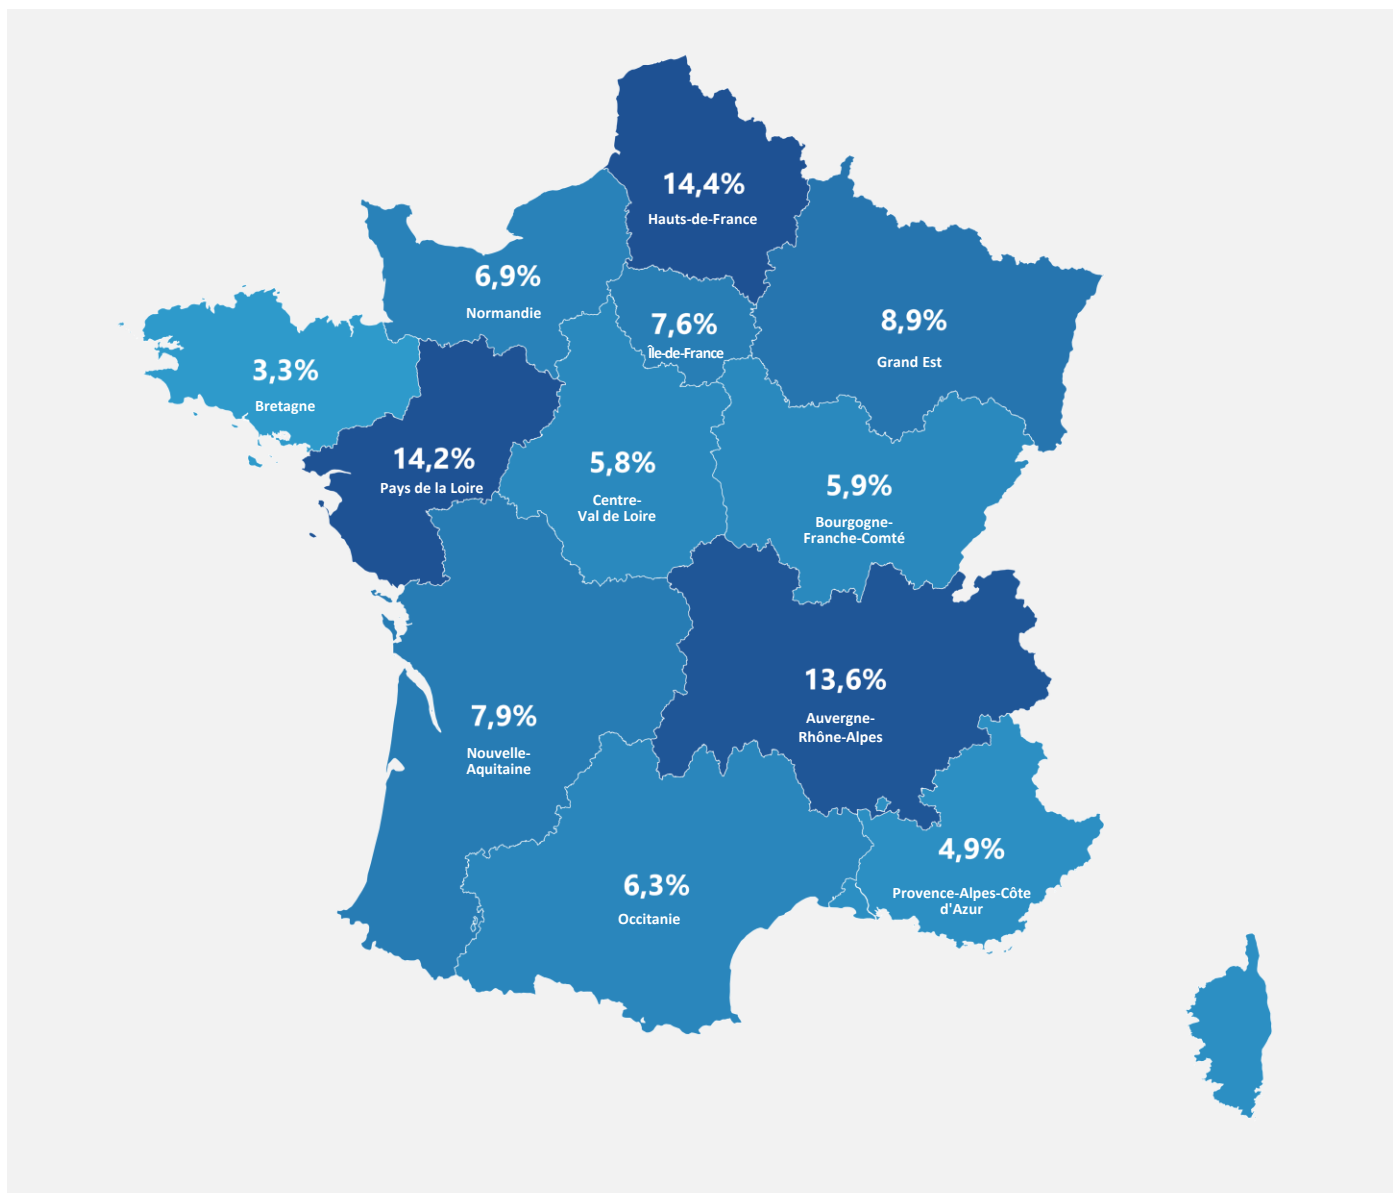 14,4%
Hauts-de-France
6,9%
Normandie
7,6%
Île-de-France
8,9%
Grand Est
3,3%
Bretagne
14,2%
Pays de la Loire
5,8%
Centre-
Val de Loire
5,9%
Bourgogne-
Franche-Comté
13,6%
Auvergne-
Rhône-Alpes
7,9%
Nouvelle-
Aquitaine
4,9%
Provence-Alpes-Côte
d'Azur
6,3%
Occitanie